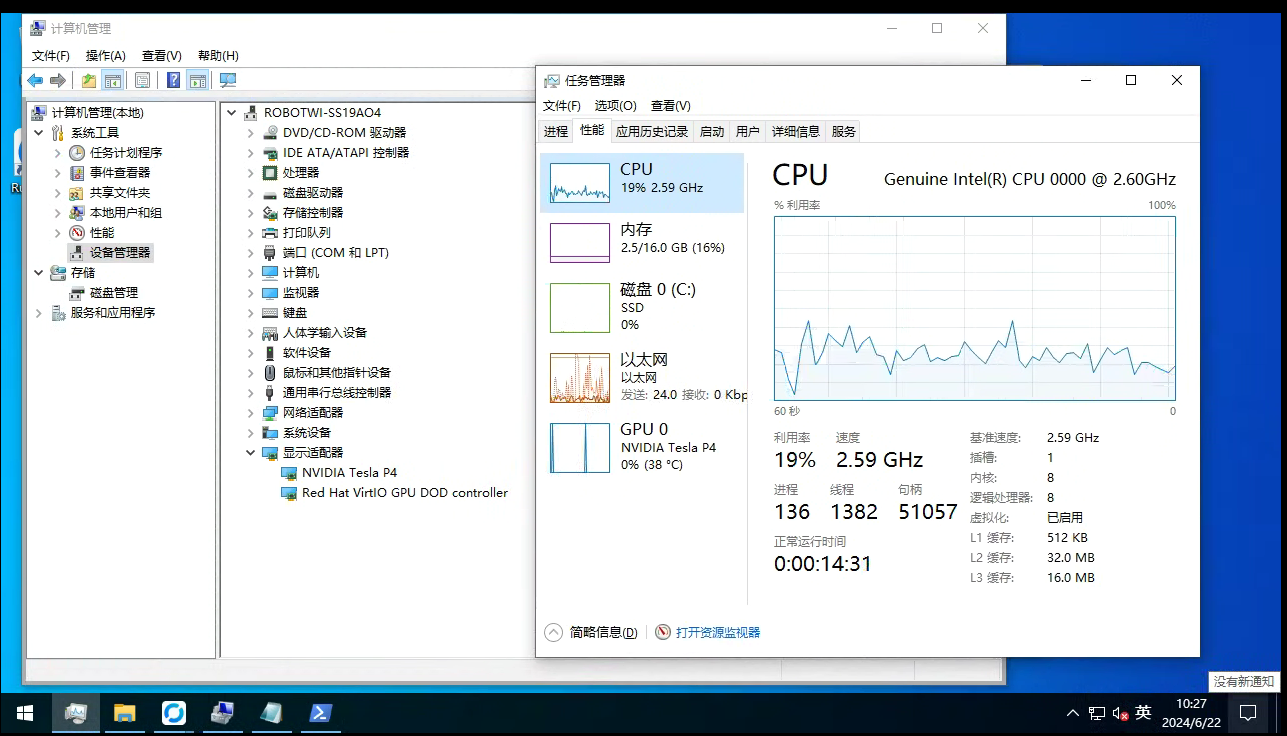 计算机管理
文件(F) 操作(A) 查看(V) 帮助(H)
计算机管理(本地)
系统工具
任务计划程序
事件查看器
共享文件夹
本地用户和组
性能
设备管理器
存储
磁盘管理
服务和应用程序
ROBOTWI-SS19AO4
DVD/CD-ROM 驱动器
IDE ATA/ATAPI 控制器
处理器
磁盘驱动器
存储控制器
打印队列
端口 (COM 和 LPT)
计算机
监视器
键盘
人体学输入设备
软件设备
鼠标和其他指针设备
通用串行总线控制器
网络适配器
系统设备
显示适配器
NVIDIA Tesla P4
Red Hat VirtIO GPU DOD controller
任务管理器
文件(F) 选项(O) 查看(V)
进程 性能 应用历史记录 启动 用户 详细信息 服务
CPU
19% 2.59 GHz
内存
2.5/16.0 GB (16%)
磁盘 0 (C:)
SSD
0%
以太网
以太网
发送: 24.0 接收: 0 Kbp
GPU 0
NVIDIA Tesla P4
0% (38 °C)
CPU Genuine Intel(R) CPU 0000 @ 2.60GHz
% 利用率 100%
60 秒 0
利用率 速度
19% 2.59 GHz
进程 线程 句柄
136 1382 51057
正常运行时间
0:00:14:31
基准速度: 2.59 GHz
插槽: 1
内核: 8
逻辑处理器: 8
虚拟化: 已启用
L1 缓存: 512 KB
L2 缓存: 32.0 MB
L3 缓存: 16.0 MB
简略信息(D) 打开资源监视器
没有新通知
英
10:27
2024/6/22